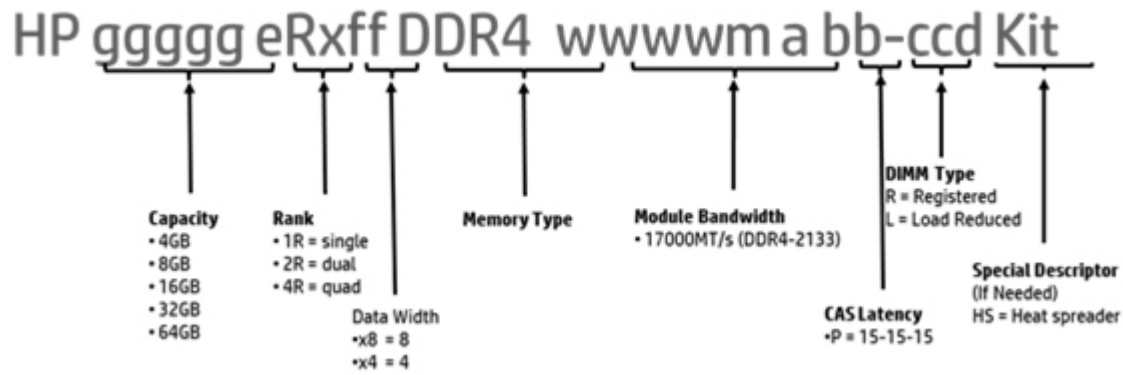 HP ggggg eRxff DDR4 wwwwm a bb-ccd Kit
Capacity
• 4GB
• 8GB
• 16GB
• 32GB
• 64GB
Rank
• 1R = single
• 2R = dual
• 4R = quad
Data Width
•x8 = 8
•x4 = 4
Memory Type
Module Bandwidth
• 17000MT/s (DDR4-2133)
CAS Latency
•P = 15-15-15
DIMM Type
R = Registered
L = Load Reduced
Special Descriptor
(If Needed)
HS = Heat spreader